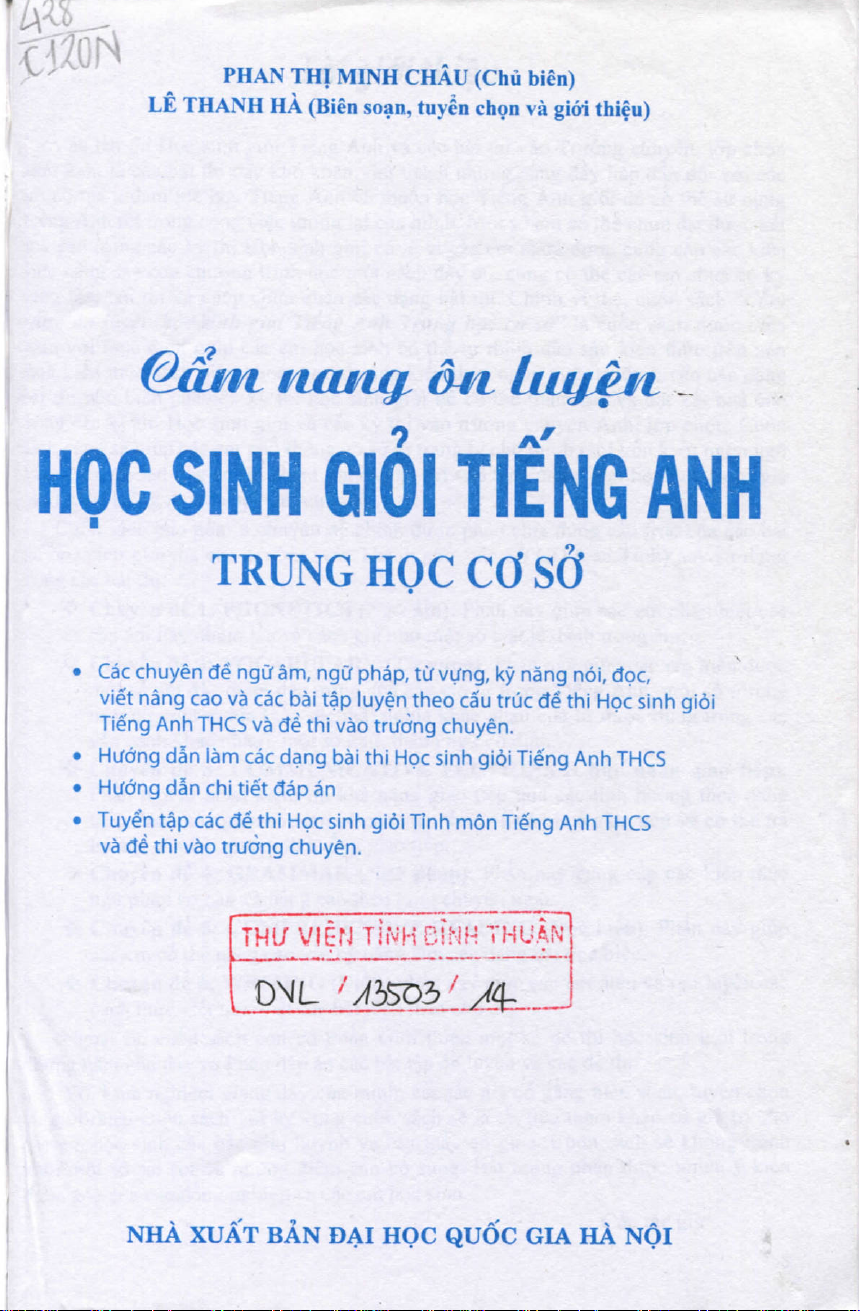 428
C120N
PHAN THỊ MINH CHÂU (Chủ biên)
LÊ THANH HÀ (Biên soạn, tuyển chọn và giới thiệu)
Cẩm nang ôn luyện
HỌC SINH GIỎI TIẾNG ANH
TRUNG HỌC CƠ SỞ
• Các chuyên đề ngữ âm, ngữ pháp, từ vựng, kỹ năng nói, đọc,
viết nâng cao và các bài tập luyện theo cấu trúc đề thi Học sinh giỏi
Tiếng Anh THCS và đề thi vào trường chuyên.
• Hướng dẫn làm các dạng bài thi Học sinh giỏi Tiếng Anh THCS
• Hướng dẫn chi tiết đáp án
• Tuyển tập các đề thi Học sinh giỏi Tỉnh môn Tiếng Anh THCS
và đề thi vào trường chuyên.
THƯ VIỆN TỈNH BÌNH THUẬN
DVL / 13503 / 14
NHÀ XUẤT BẢN ĐẠI HỌC QUỐC GIA HÀ NỘI